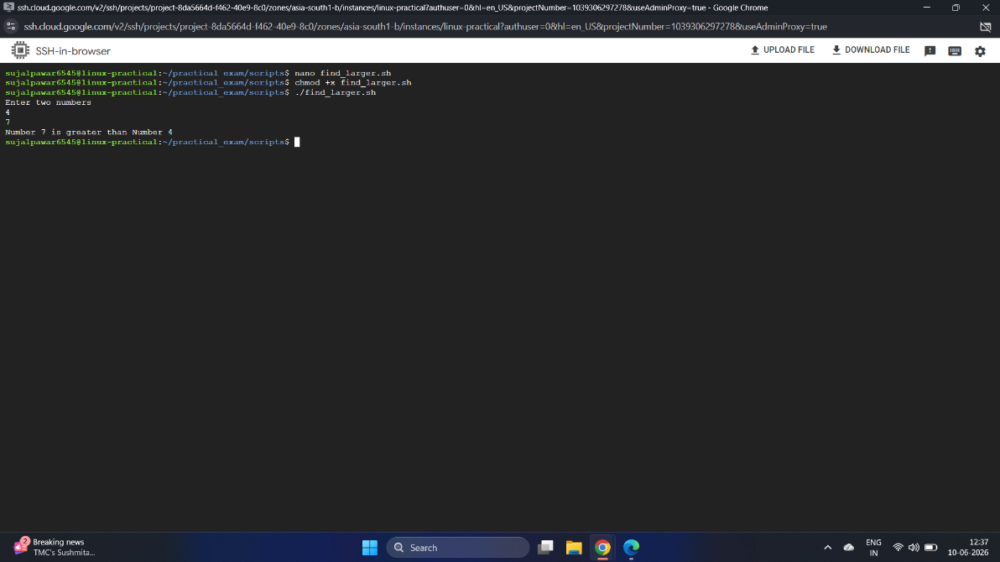 ssh.cloud.google.com/v2/ssh/projects/project-8da5664d-f462-40e9-8c0/zones/asia-south1-b/instances/linux-practical?authuser=0&hl=en_US&projectNumber=1039306297278&useAdminProxy=true - Google Chrome
ssh.cloud.google.com/v2/ssh/projects/project-8da5664d-f462-40e9-8c0/zones/asia-south1-b/instances/linux-practical?authuser=0&hl=en_US&projectNumber=1039306297278&useAdminProxy=true
SSH-in-browser
UPLOAD FILE
DOWNLOAD FILE
sujalpawar6545@linux-practical:~/practical_exam/scripts$ nano find_larger.sh
sujalpawar6545@linux-practical:~/practical_exam/scripts$ chmod +x find_larger.sh
sujalpawar6545@linux-practical:~/practical_exam/scripts$ ./find_larger.sh
Enter two numbers
4
7
Number 7 is greater than Number 4
sujalpawar6545@linux-practical:~/practical_exam/scripts$
2
Breaking news
TMC's Sushmita...
Search
ENG
IN
12:37
10-06-2026